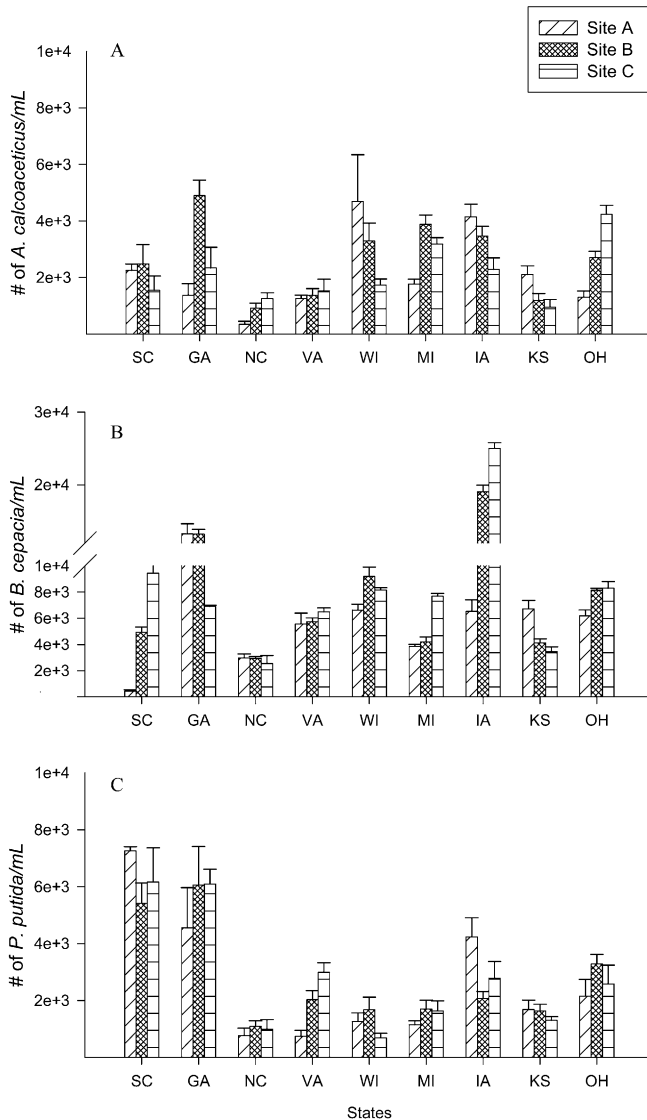 Site A
Site B
Site C
A
1e+4
8e+3
6e+3
4e+3
2e+3
# of A. calcoaceticus/mL
SC GA NC VA WI MI IA KS OH
B
3e+4
2e+4
1e+4
8e+3
6e+3
4e+3
2e+3
# of B. cepacia/mL
SC GA NC VA WI MI IA KS OH
C
1e+4
8e+3
6e+3
4e+3
2e+3
# of P. putida/mL
SC GA NC VA WI MI IA KS OH
States